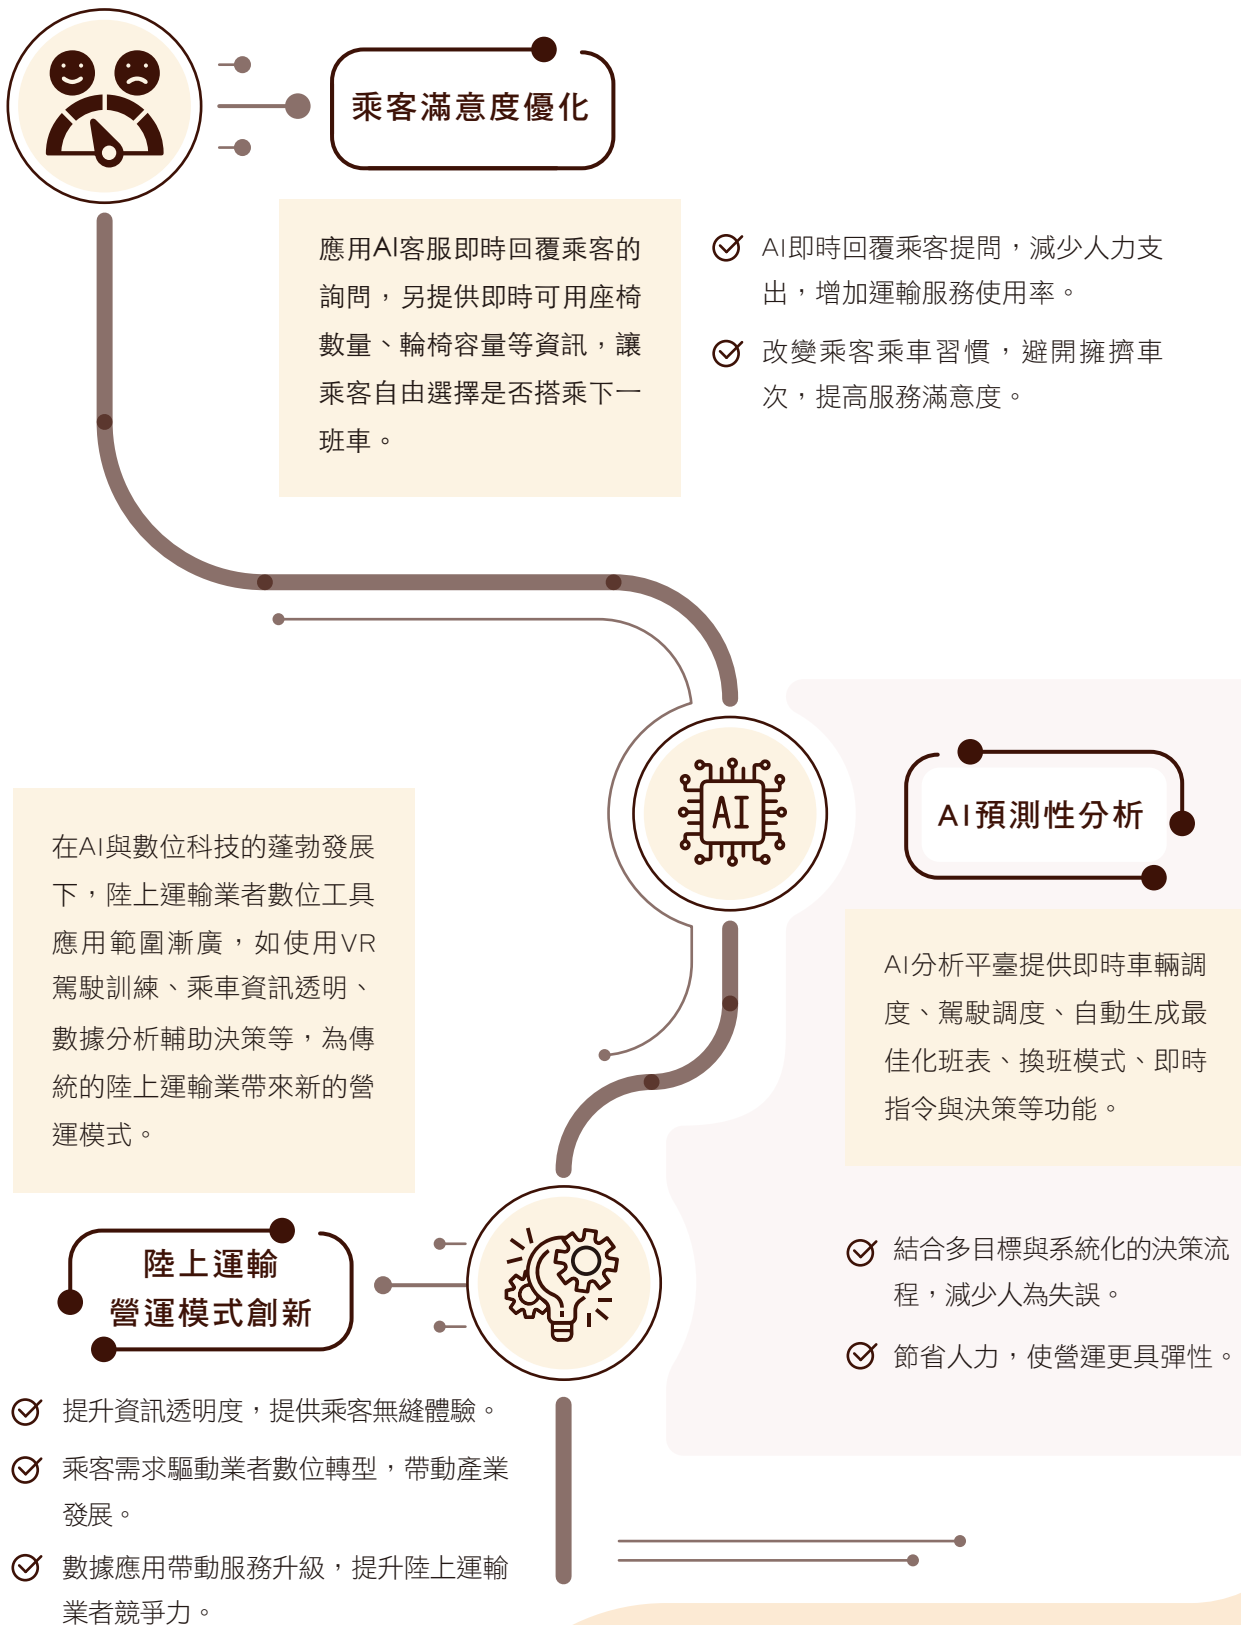 乘客滿意度優化
應用AI客服即時回覆乘客的
詢問，另提供即時可用座椅
數量、輪椅容量等資訊，讓
乘客自由選擇是否搭乘下一
班車。
AI即時回覆乘客提問，減少人力支
出，增加運輸服務使用率。
改變乘客乘車習慣，避開擁擠車
次，提高服務滿意度。
AI
AI預測性分析
AI分析平臺提供即時車輛調
度、駕駛調度、自動生成最
佳化班表、換班模式、即時
指令與決策等功能。
結合多目標與系統化的決策流
程，減少人為失誤。
節省人力，使營運更具彈性。
在AI與數位科技的蓬勃發展
下，陸上運輸業者數位工具
應用範圍漸廣，如使用VR
駕駛訓練、乘車資訊透明、
數據分析輔助決策等，為傳
統的陸上運輸業帶來新的營
運模式。
陸上運輸
營運模式創新
提升資訊透明度，提供乘客無縫體驗。
乘客需求驅動業者數位轉型，帶動產業
發展。
數據應用帶動服務升級，提升陸上運輸
業者競爭力。